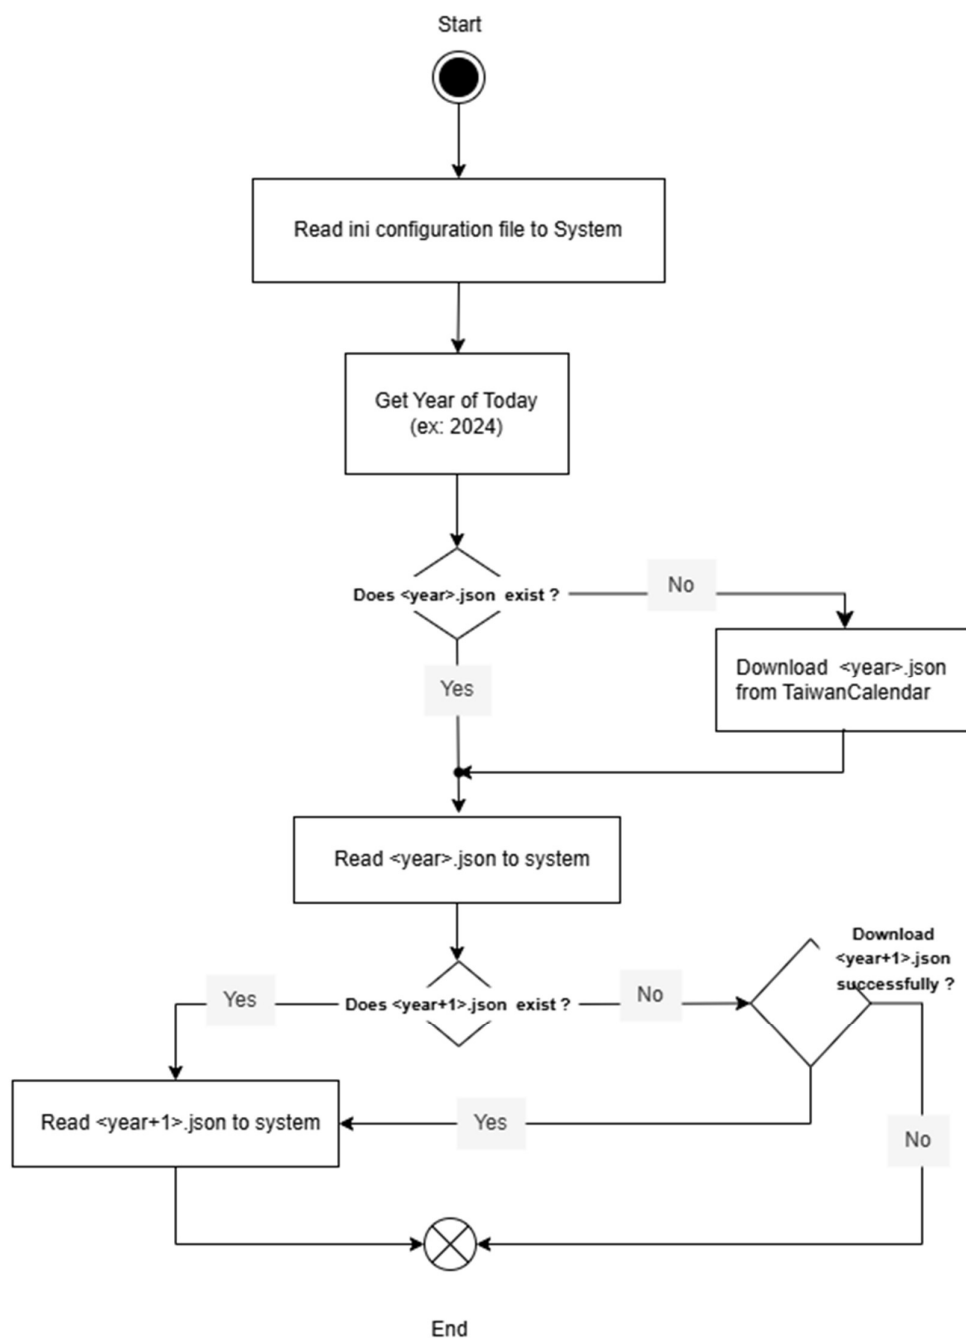 Start
Read ini configuration file to System
Get Year of Today
(ex: 2024)
Does <year>.json  exist ?
No
Download  <year>.json
from TaiwanCalendar
Yes
Read <year>.json to system
Download
<year+1>.json
successfully ?
Yes
Does <year+1>.json  exist ?
No
Read <year+1>.json to system
Yes
No
End